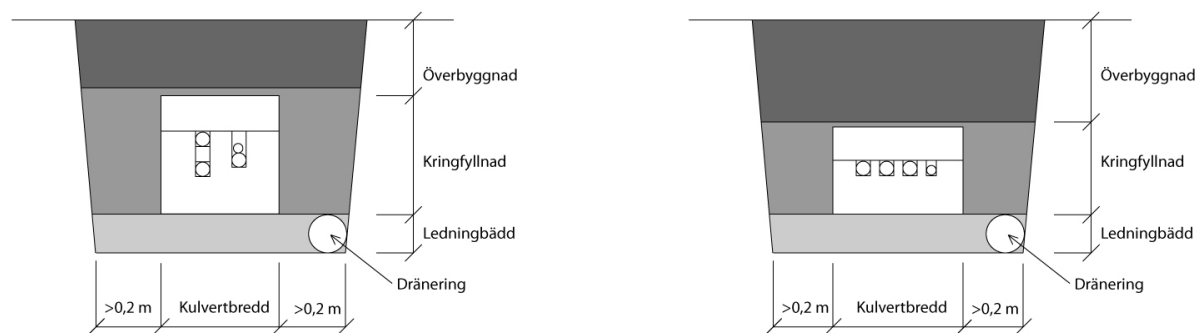 Överbyggnad
Kringfyllnad
Ledningbädd
Dränering
>0,2 m Kulvertbredd >0,2 m
Överbyggnad
Kringfyllnad
Ledningbädd
Dränering
>0,2 m Kulvertbredd >0,2 m